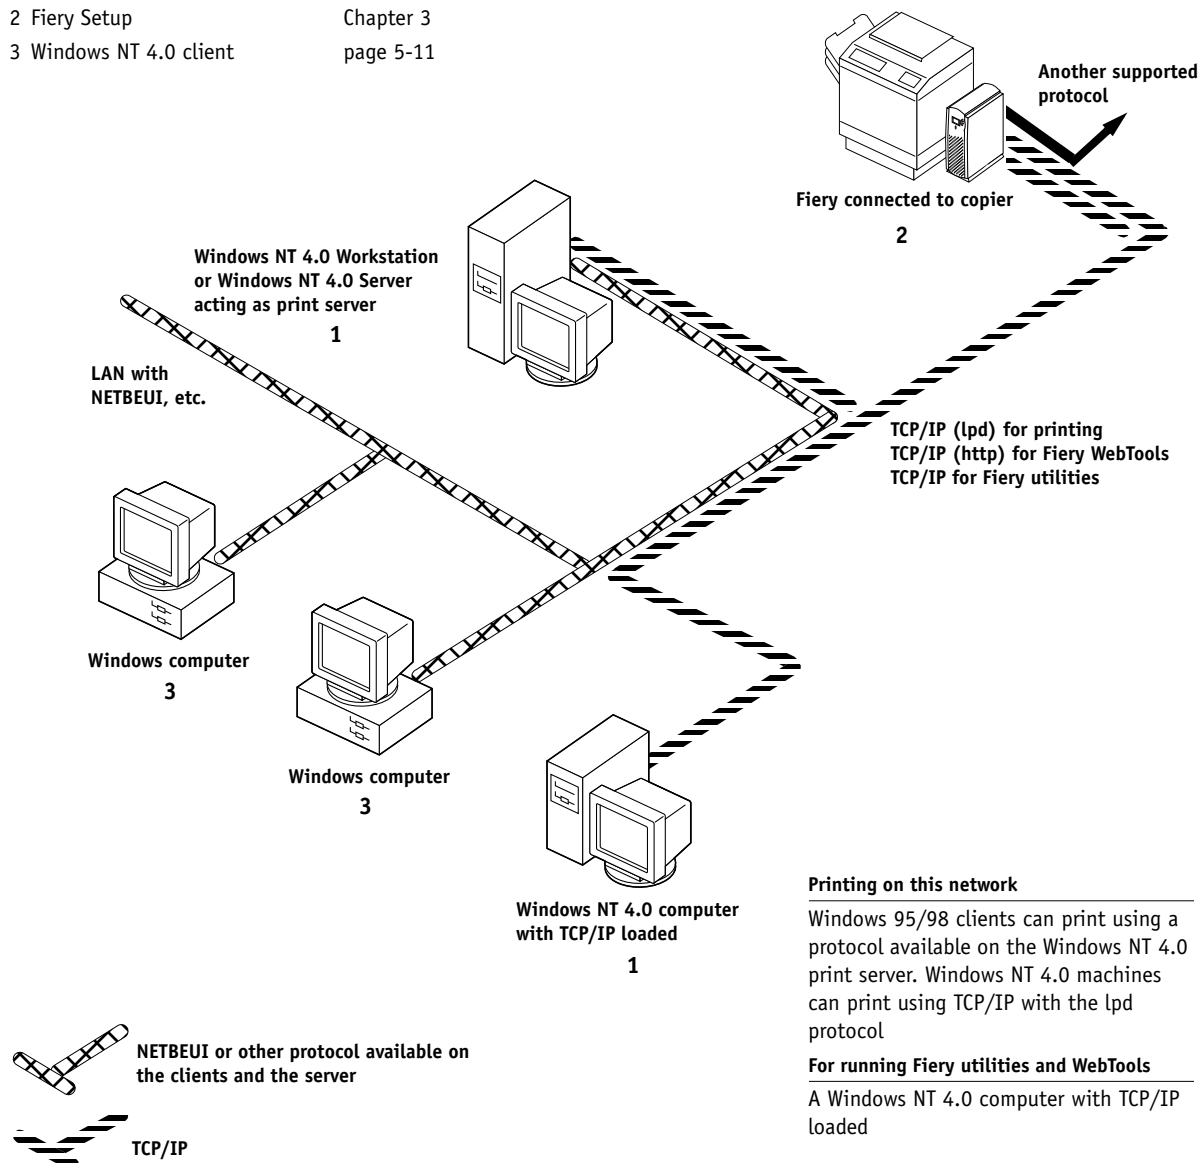 2 Fiery Setup Chapter 3
3 Windows NT 4.0 client page 5-11
Another supported
protocol
Fiery connected to copier
2
Windows NT 4.0 Workstation
or Windows NT 4.0 Server
acting as print server
1
LAN with
NETBEUI, etc.
TCP/IP (lpd) for printing
TCP/IP (http) for Fiery WebTools
TCP/IP for Fiery utilities
Windows computer
3
Windows computer
3
Windows NT 4.0 computer
with TCP/IP loaded
1
Printing on this network
Windows 95/98 clients can print using a
protocol available on the Windows NT 4.0
print server. Windows NT 4.0 machines
can print using TCP/IP with the lpd
protocol
For running Fiery utilities and WebTools
A Windows NT 4.0 computer with TCP/IP
loaded
NETBEUI or other protocol available on
the clients and the server
TCP/IP